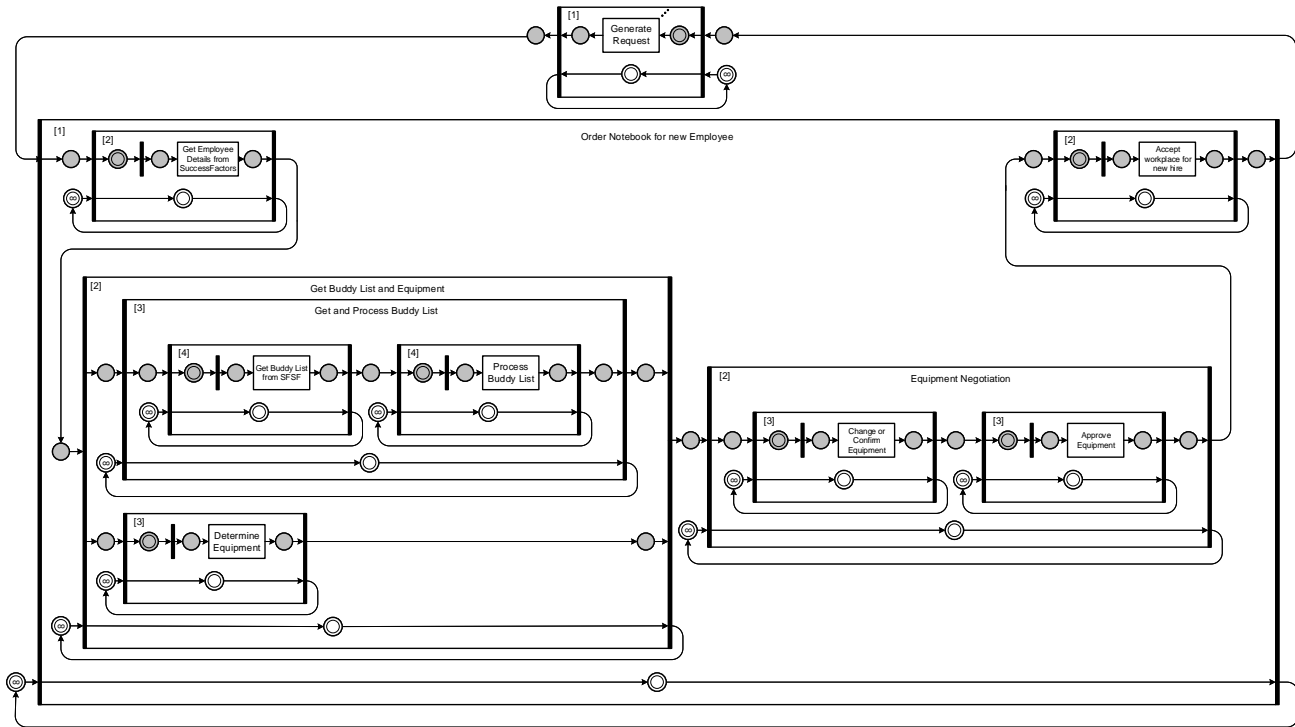 [1]
Generate
Request
∞
[1]
Order Notebook for new Employee
[2]
Get Employee
Details from
SuccessFactors
∞
[2]
Accept
workplace for
new hire
∞
[2]
Get Buddy List and Equipment
[3]
Get and Process Buddy List
[4]
Get Buddy List
from SFSF
∞
[4]
Process
Buddy List
∞
∞
[3]
Determine
Equipment
∞
∞
[2]
Equipment Negotiation
[3]
Change or
Confirm
Equipment
∞
[3]
Approve
Equipment
∞
∞
∞